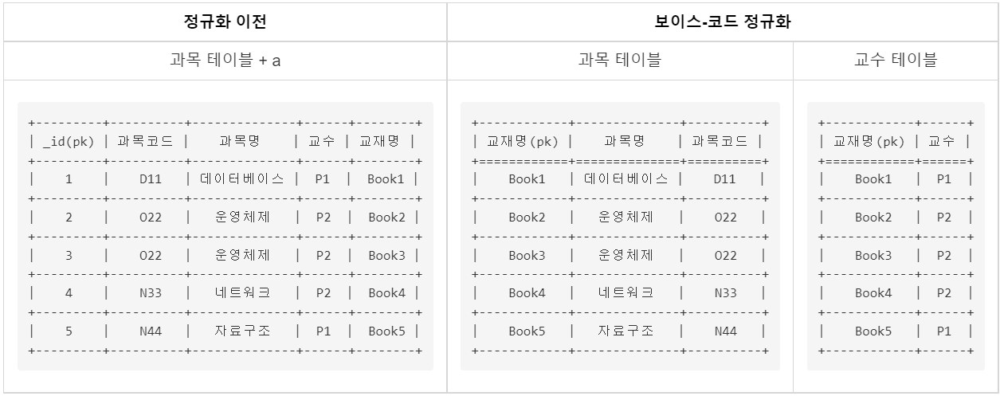 정규화 이전 보이스-코드 정규화
과목 테이블 + a 과목 테이블 교수 테이블
+---------+----------+--------------+------+--------+
| _id(pk) | 과목코드 | 과목명 | 교수 | 교재명 |
+---------+----------+--------------+------+--------+
| 1 | D11 | 데이터베이스 | P1 | Book1 |
+---------+----------+--------------+------+--------+
| 2 | O22 | 운영체제 | P2 | Book2 |
+---------+----------+--------------+------+--------+
| 3 | O22 | 운영체제 | P2 | Book3 |
+---------+----------+--------------+------+--------+
| 4 | N33 | 네트워크 | P2 | Book4 |
+---------+----------+--------------+------+--------+
| 5 | N44 | 자료구조 | P1 | Book5 |
+---------+----------+--------------+------+--------+
+------------+--------------+----------+
| 교재명(pk) | 과목명 | 과목코드 |
+============+==============+==========+
| Book1 | 데이터베이스 | D11 |
+------------+--------------+----------+
| Book2 | 운영체제 | O22 |
+------------+--------------+----------+
| Book3 | 운영체제 | O22 |
+------------+--------------+----------+
| Book4 | 네트워크 | N33 |
+------------+--------------+----------+
| Book5 | 자료구조 | N44 |
+------------+--------------+----------+
+------------+------+
| 교재명(pk) | 교수 |
+============+======+
| Book1 | P1 |
+------------+------+
| Book2 | P2 |
+------------+------+
| Book3 | P2 |
+------------+------+
| Book4 | P2 |
+------------+------+
| Book5 | P1 |
+------------+------+